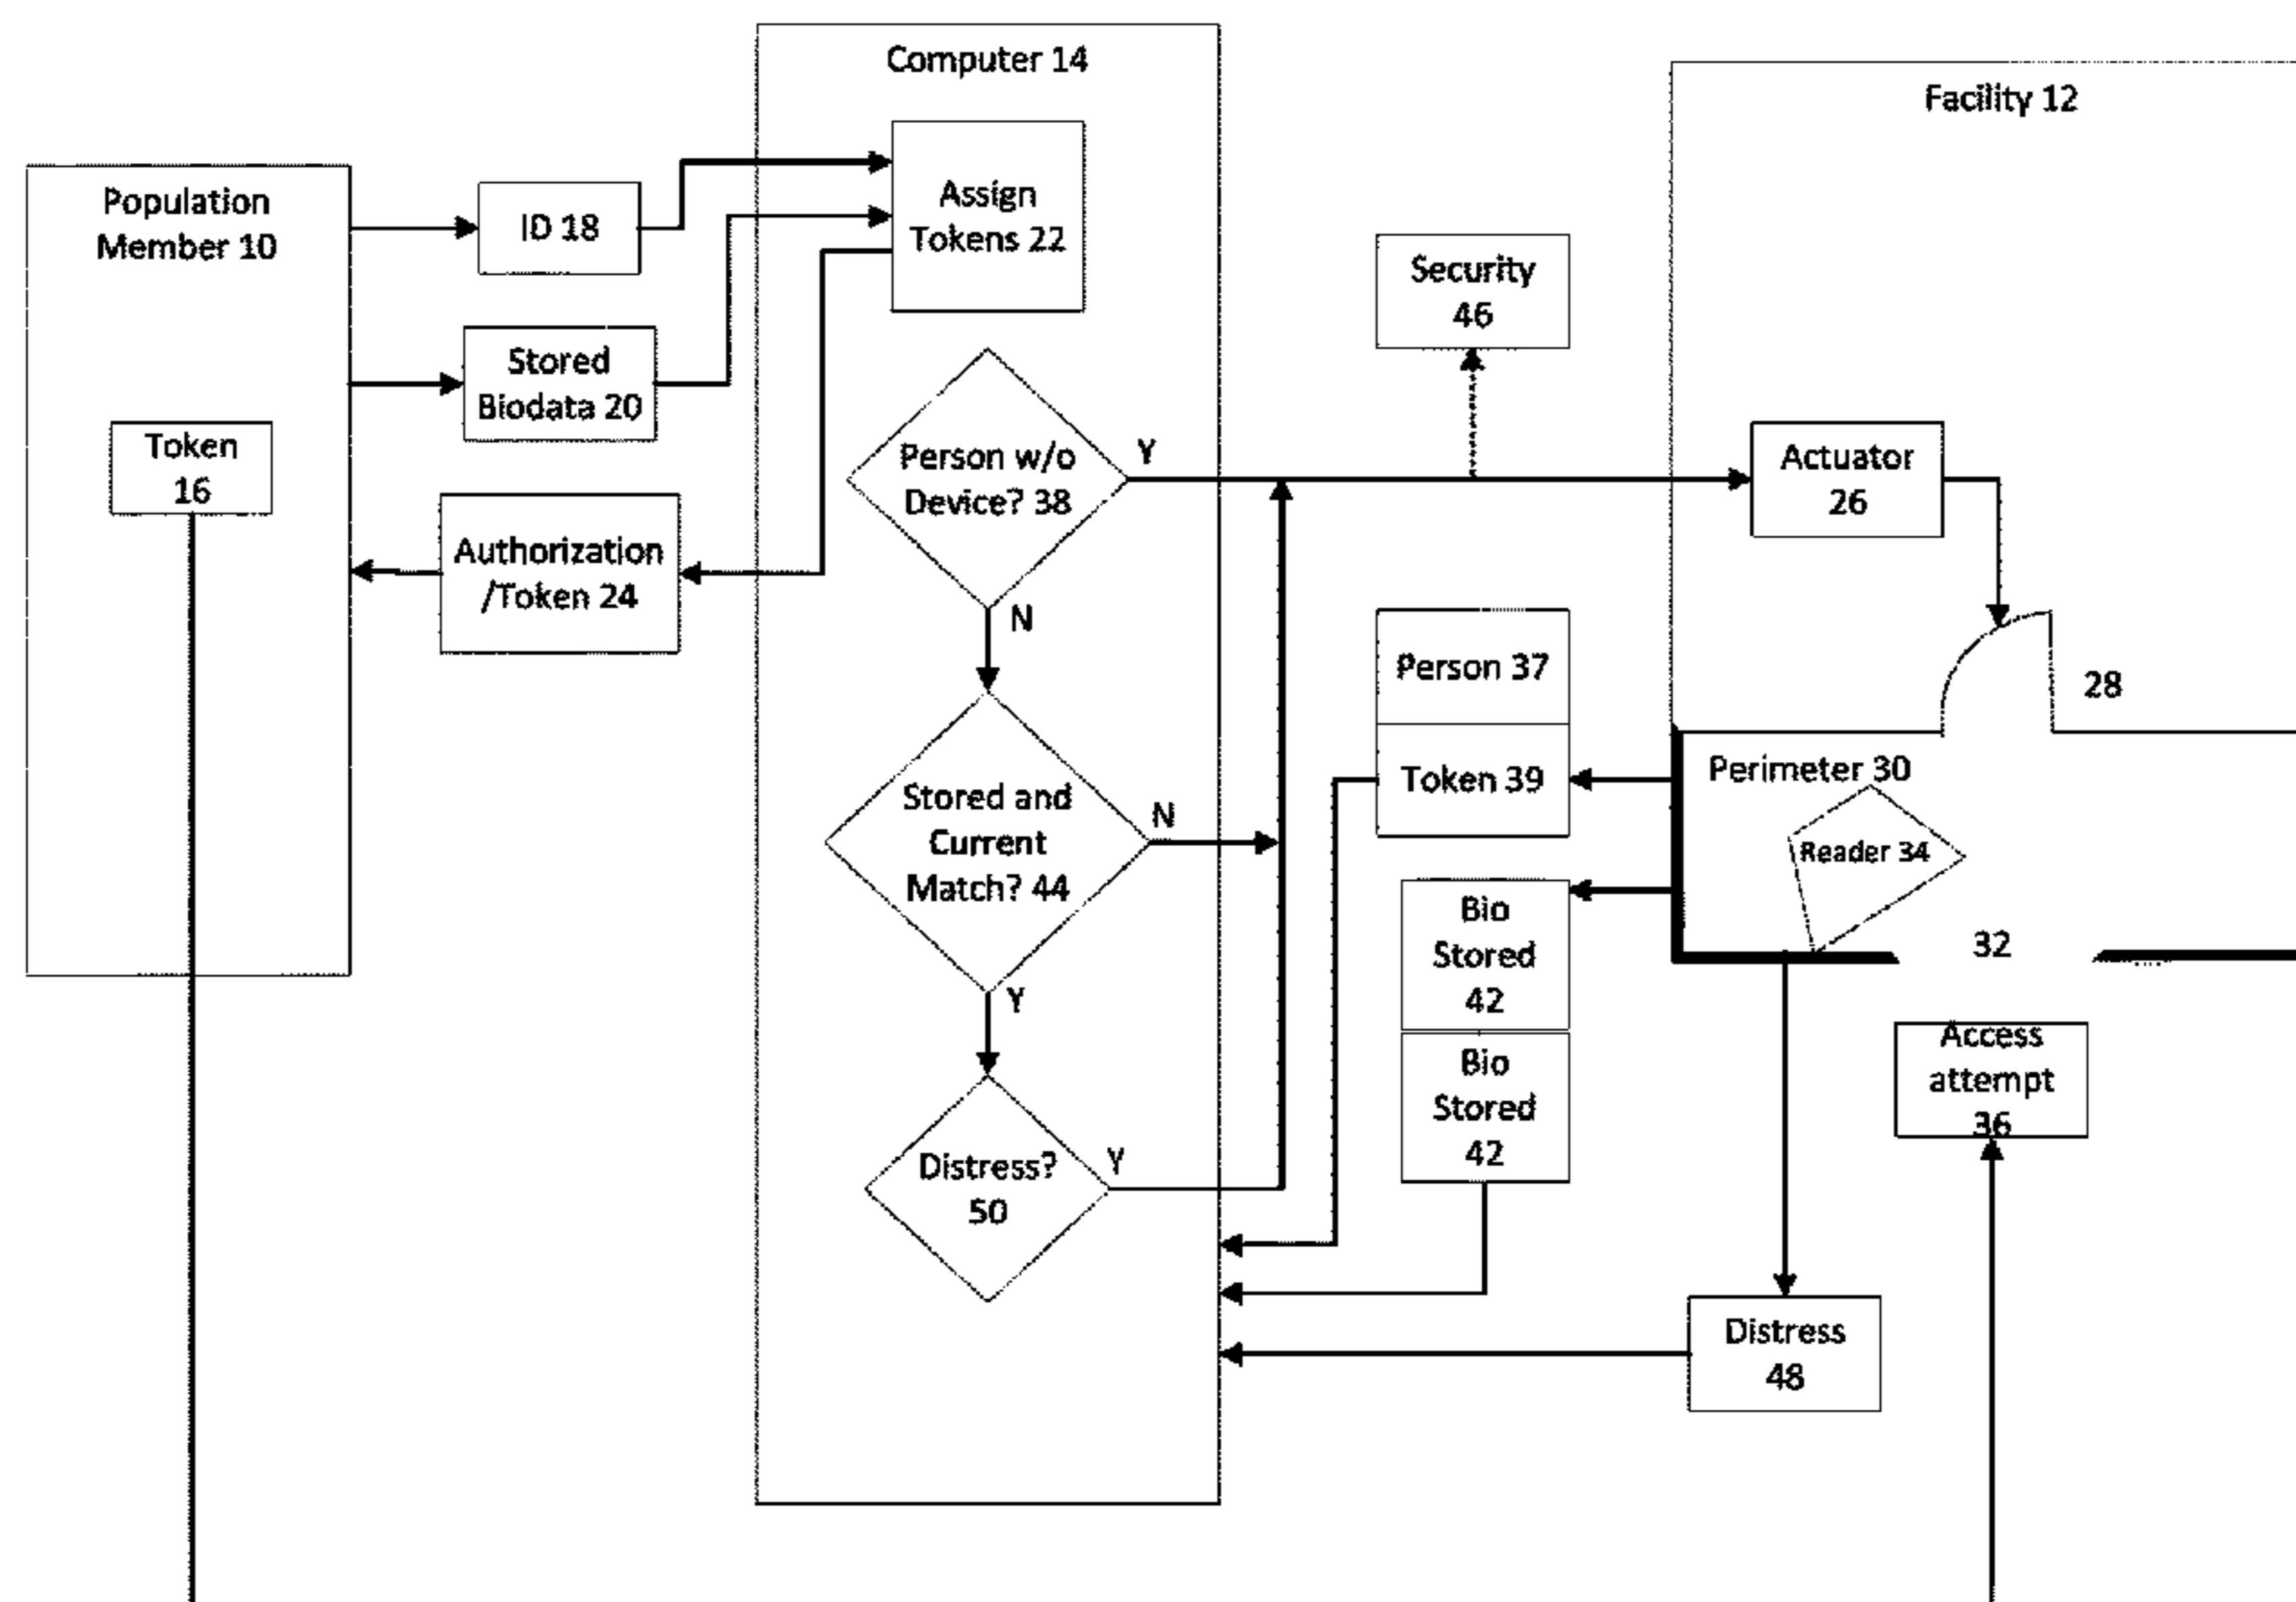 Computer 14
Facility 12
Population
Member 10
ID 18
Assign
Tokens 22
Stored
Biodata 20
Token
16
Authorization
/Token 24
Security
46
Person w/o
Device? 38
Y
N
Actuator
26
28
Person 37
Token 39
Perimeter 30
Reader 34
32
Stored and
Current
Match? 44
N
Y
Bio
Stored
42
Bio
Stored
42
Access
attempt
36
Distress?
50
Y
Distress
48